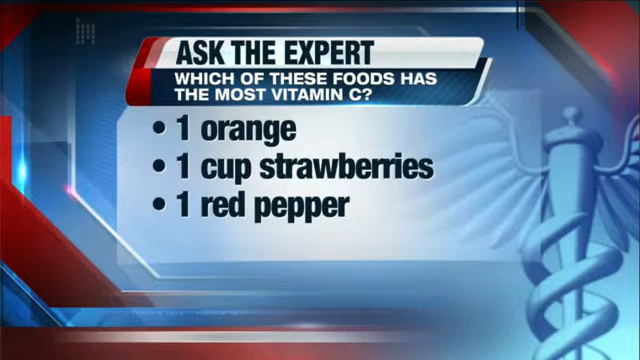 ASK THE EXPERT
WHICH OF THESE FOODS HAS
THE MOST VITAMIN C?
• 1 orange
• 1 cup strawberries
• 1 red pepper